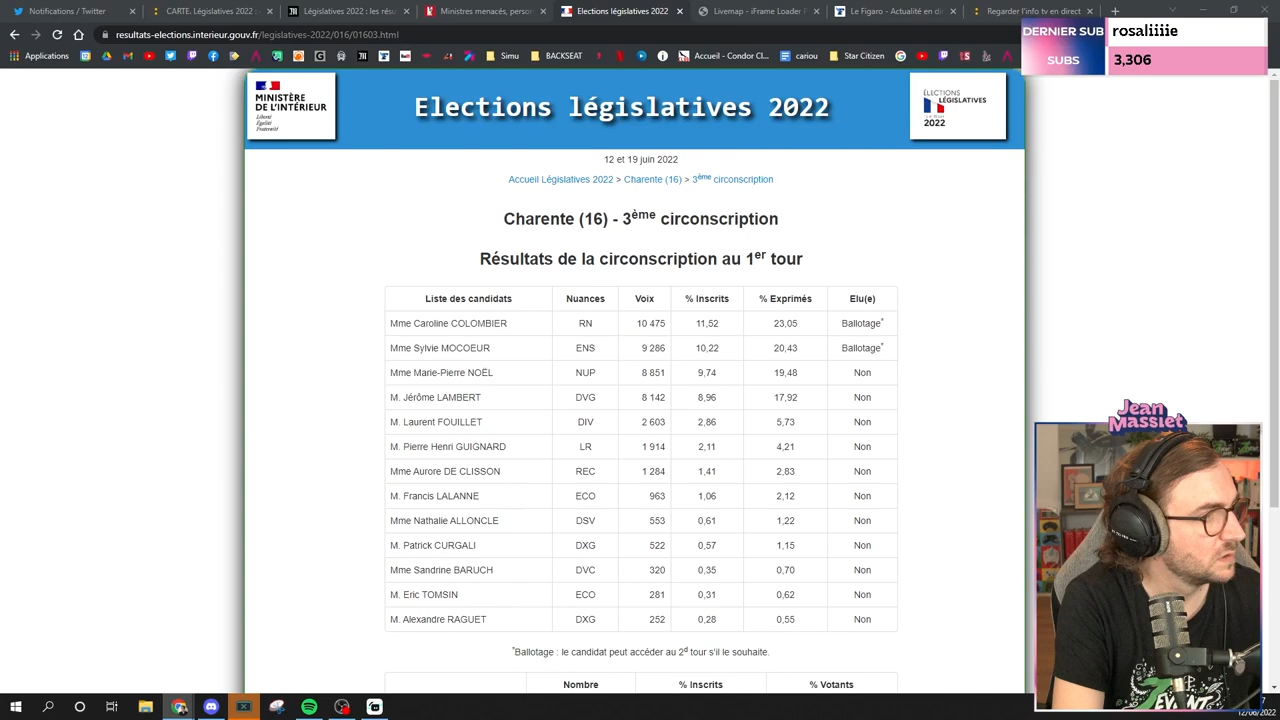 Notifications / Twitter
CARTE. Législatives 2022 :
Législatives 2022 : les résu
Ministres menacés, person
Elections législatives 2022
Livemap - iFrame Loader
Le Figaro - Actualité en di
Regarder l'info tv en direct
resultats-elections.interieur.gouv.fr/legislatives-2022/016/01603.html
Applications
Simu
BACKSEAT
Accueil - Condor Cl...
cariou
Star Citizen
DERNIER SUB
rosaliiiie
SUBS
3,306
MINISTÈRE
DE L'INTÉRIEUR
Liberté
Égalité
Fraternité
Elections législatives 2022
ÉLECTIONS
LÉGISLATIVES
2022
12 et 19 juin 2022
Accueil Législatives 2022 > Charente (16) > 3ème circonscription
Charente (16) - 3ème circonscription
Résultats de la circonscription au 1er tour
Liste des candidats Nuances Voix % Inscrits % Exprimés Elu(e)
Mme Caroline COLOMBIER RN 10 475 11,52 23,05 Ballotage*
Mme Sylvie MOCOEUR ENS 9 286 10,22 20,43 Ballotage*
Mme Marie-Pierre NOËL NUP 8 851 9,74 19,48 Non
M. Jérôme LAMBERT DVG 8 142 8,96 17,92 Non
M. Laurent FOUILLET DIV 2 603 2,86 5,73 Non
M. Pierre Henri GUIGNARD LR 1 914 2,11 4,21 Non
Mme Aurore DE CLISSON REC 1 284 1,41 2,83 Non
M. Francis LALANNE ECO 963 1,06 2,12 Non
Mme Nathalie ALLONCLE DSV 553 0,61 1,22 Non
M. Patrick CURGALI DXG 522 0,57 1,15 Non
Mme Sandrine BARUCH DVC 320 0,35 0,70 Non
M. Eric TOMSIN ECO 281 0,31 0,62 Non
M. Alexandre RAGUET DXG 252 0,28 0,55 Non
*Ballotage : le candidat peut accéder au 2d tour s'il le souhaite.
Nombre % Inscrits % Votants
Jean
Massiet
12/06/2022